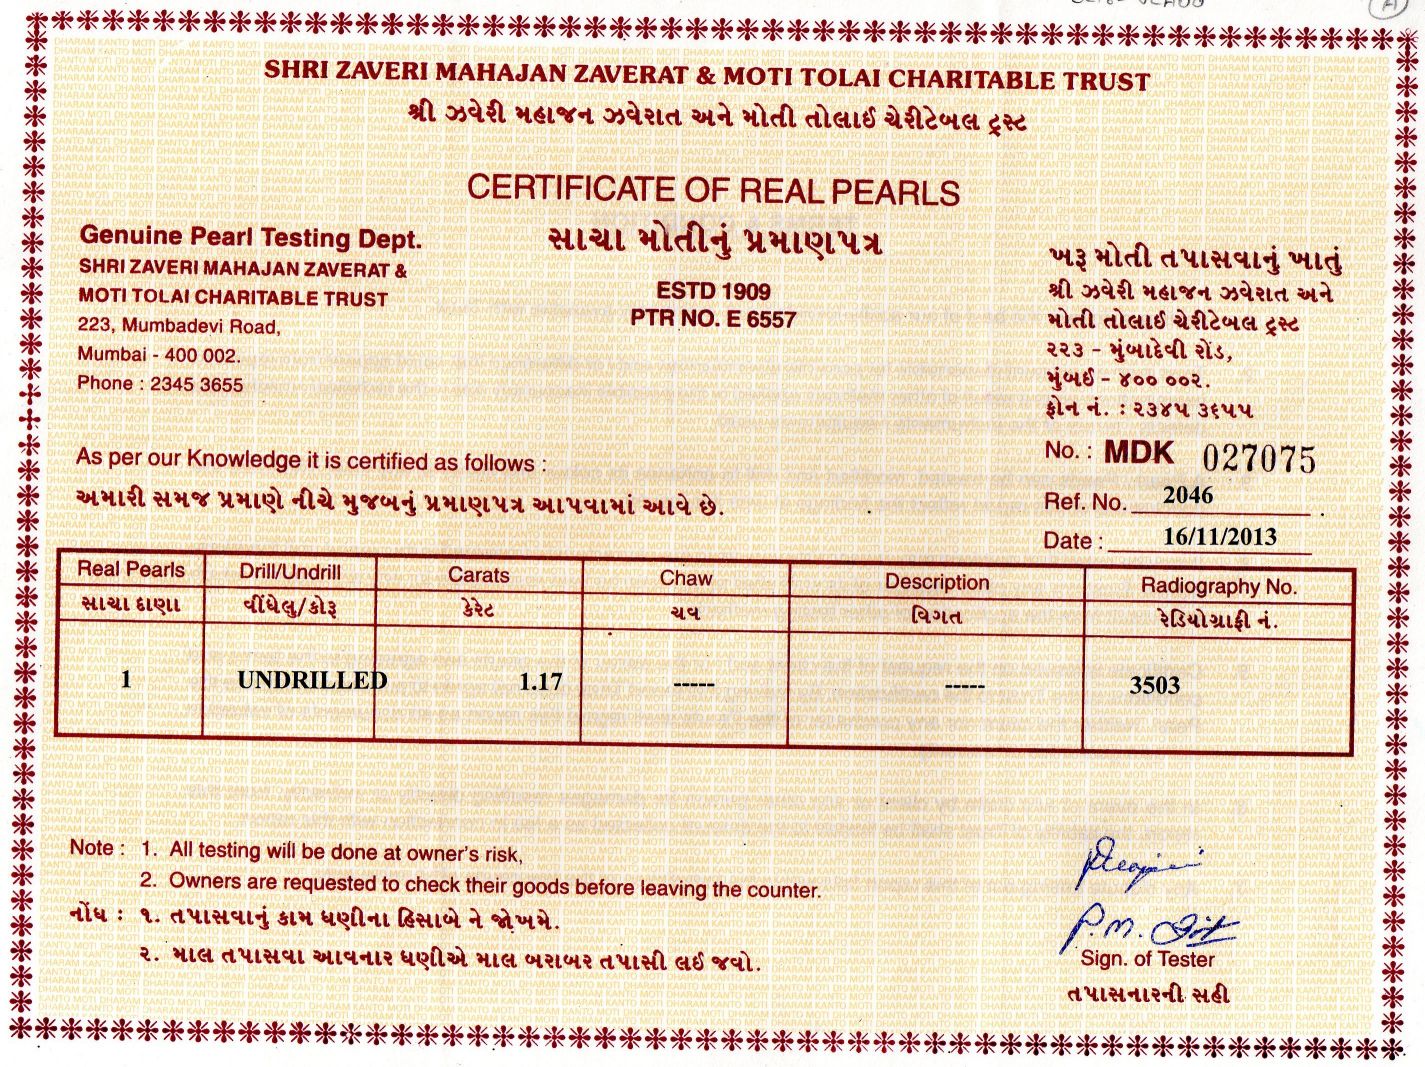 SHRI ZAVERI MAHAJAN ZAVERAT & MOTI TOLAI CHARITABLE TRUST
શ્રી ઝવેરી મહાજન ઝવેરાત અને મોતી તોલાઈ ચેરીટેબલ ટ્રસ્ટ
CERTIFICATE OF REAL PEARLS
સાચા મોતીનું પ્રમાણપત્ર
ESTD 1909
PTR NO. E 6557
Genuine Pearl Testing Dept.
SHRI ZAVERI MAHAJAN ZAVERAT &
MOTI TOLAI CHARITABLE TRUST
223, Mumbadevi Road,
Mumbai - 400 002.
Phone : 2345 3655
ખરૂ મોતી તપાસવાનું ખાતું
શ્રી ઝવેરી મહાજન ઝવેરાત અને
મોતી તોલાઈ ચેરીટેબલ ટ્રસ્ટ
૨૨૩ - મુંબાદેવી રોડ,
મુંબઈ - ૪૦૦ ૦૦૨.
ફોન નં. : ૨૩૪૫ ૩૬૫૫
No. : MDK 027075
Ref. No. 2046
Date : 16/11/2013
As per our Knowledge it is certified as follows :
અમારી સમજ પ્રમાણે નીચે મુજબનું પ્રમાણપત્ર આપવામાં આવે છે.
Real Pearls Drill/Undrill Carats Chaw Description Radiography No.
સાચા દાણા વીંધેલુ/કોરૂ કેરેટ ચવ વિગત રેડિયોગ્રાફી નં.
1 UNDRILLED 1.17 ----- ----- 3503
Note : 1. All testing will be done at owner's risk,
2. Owners are requested to check their goods before leaving the counter.
નોંધ : ૧. તપાસવાનું કામ ધણીના હિસાબે ને જોખમે.
૨. માલ તપાસવા આવનાર ધણીએ માલ બરાબર તપાસી લઈ જવો.
Sign. of Tester
તપાસનારની સહી